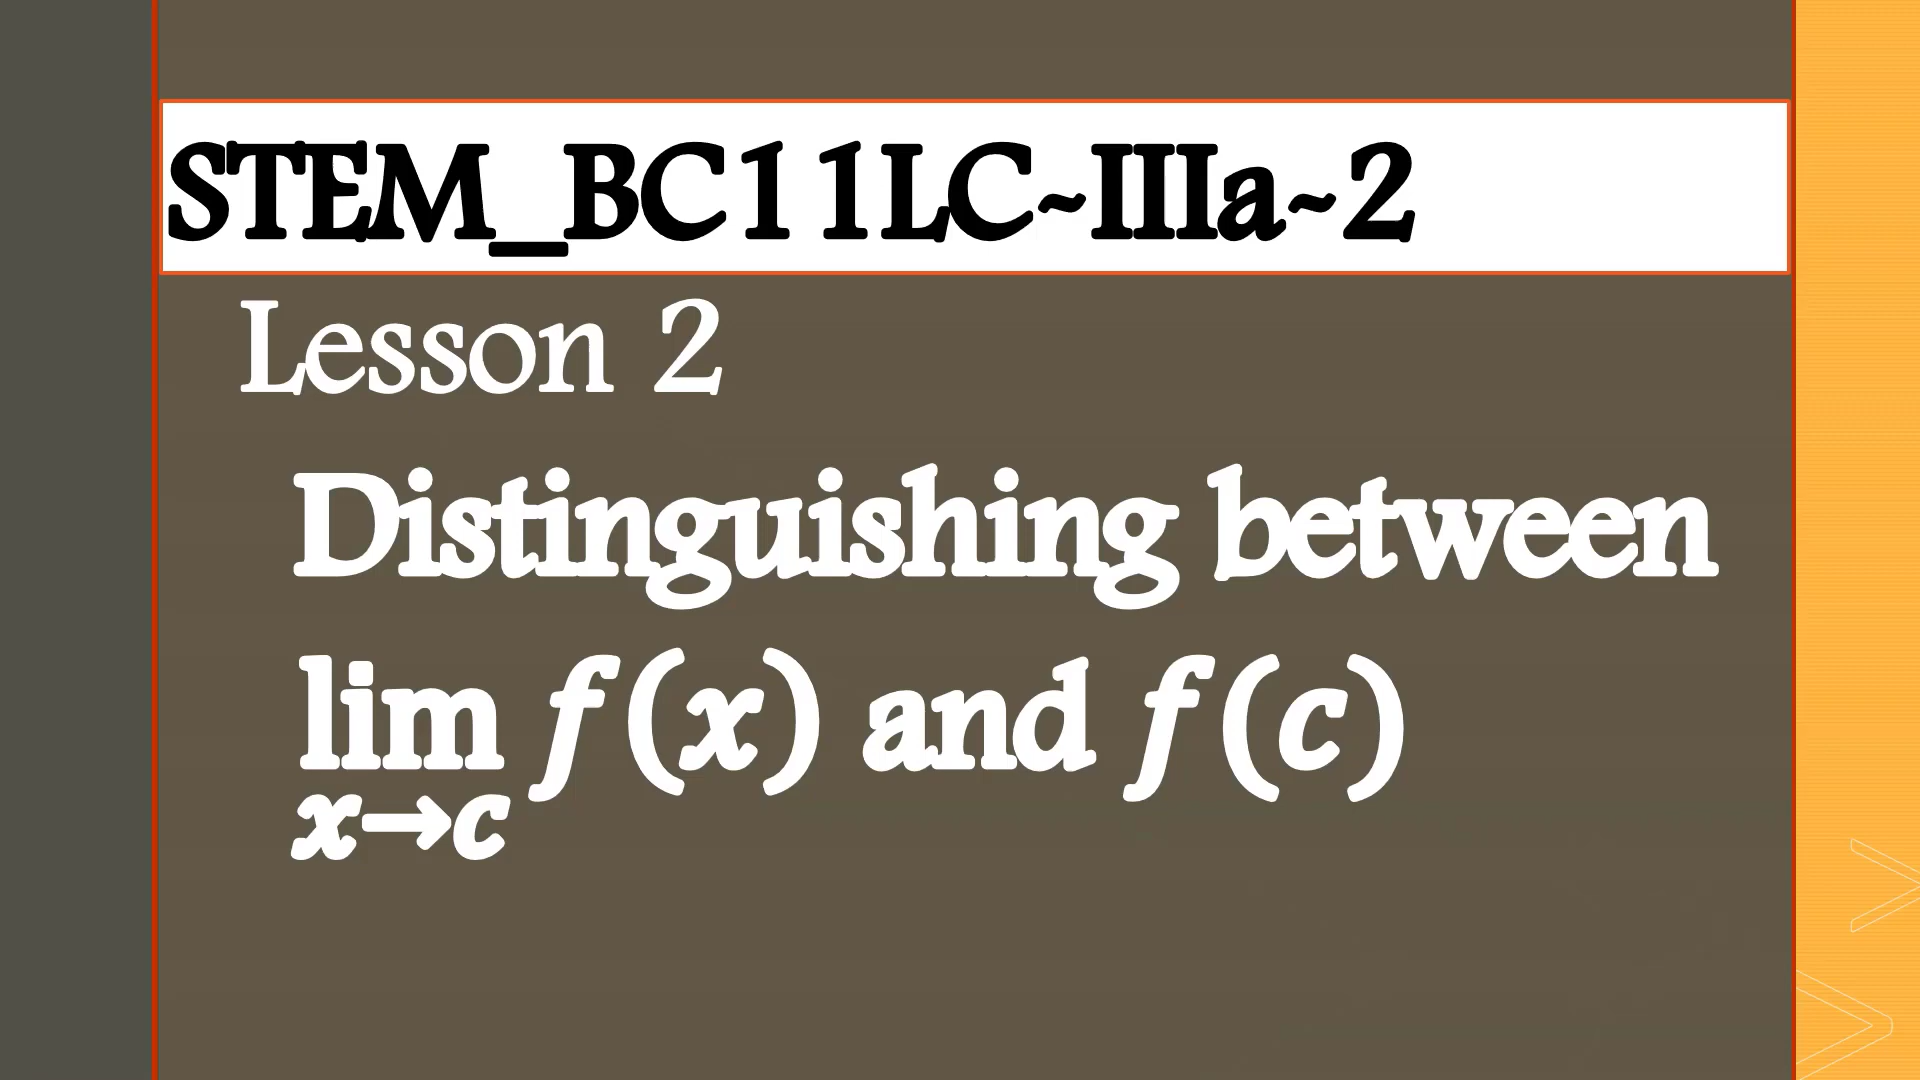 STEM_BC11LC~IIIa~2
Lesson 2
Distinguishing between
lim f(x) and f(c)
x→c